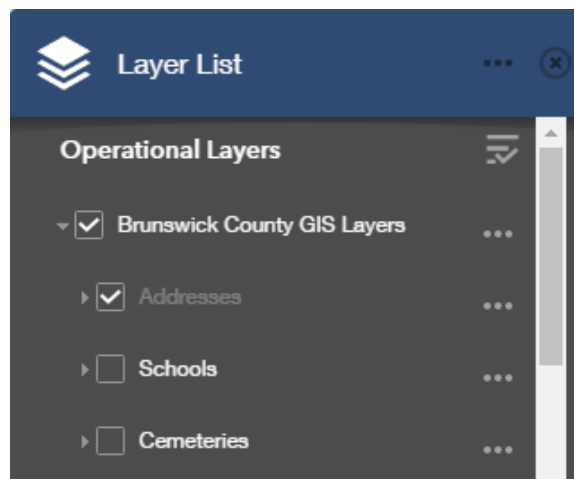 Layer List
Operational Layers
Brunswick County GIS Layers
Addresses
Schools
Cemeteries